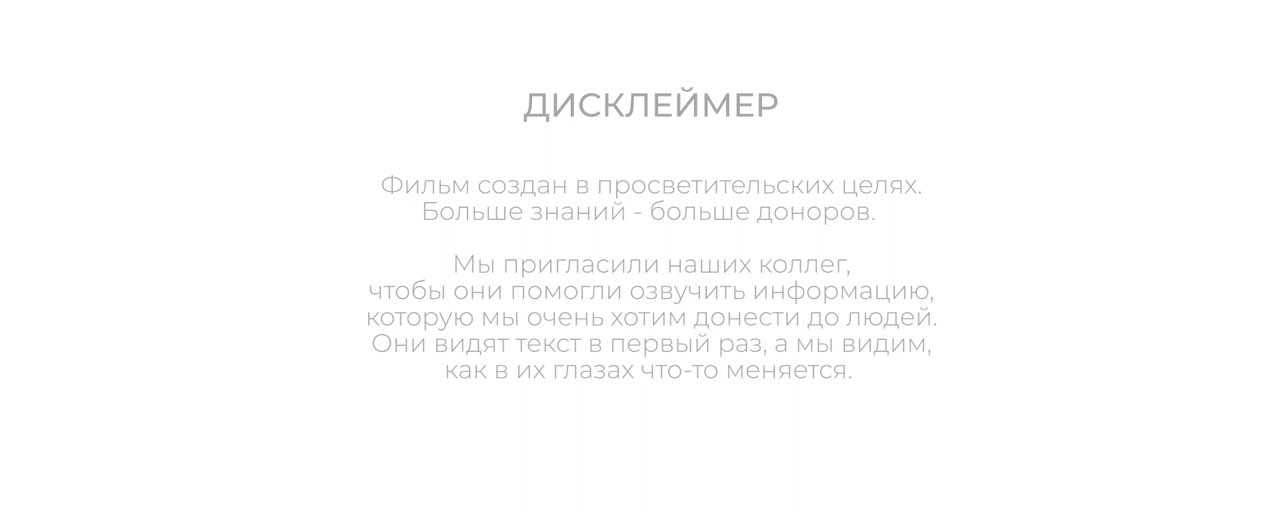 ДИСКЛЕЙМЕР
Фильм создан в просветительских целях.
Больше знаний - больше доноров.
Мы пригласили наших коллег,
чтобы они помогли озвучить информацию,
которую мы очень хотим донести до людей.
Они видят текст в первый раз, а мы видим,
как в их глазах что-то меняется.